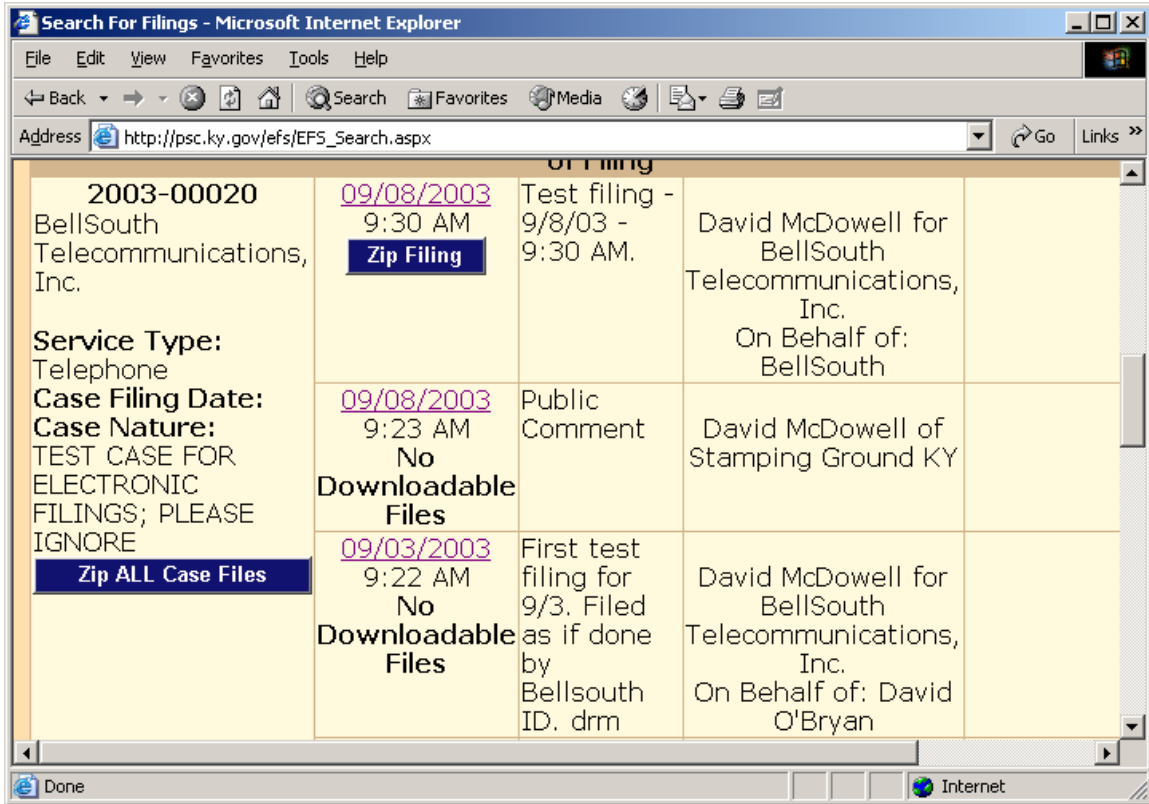 Search For Filings - Microsoft Internet Explorer
File Edit View Favorites Tools Help
Back Search Favorites Media
Address http://psc.ky.gov/efs/EFS_Search.aspx Go Links »
of Filing
2003-00020
BellSouth
Telecommunications,
Inc.
Service Type:
Telephone
Case Filing Date:
Case Nature:
TEST CASE FOR
ELECTRONIC
FILINGS; PLEASE
IGNORE
Zip ALL Case Files
09/08/2003
9:30 AM
Zip Filing
Test filing -
9/8/03 -
9:30 AM.
David McDowell for
BellSouth
Telecommunications,
Inc.
On Behalf of:
BellSouth
09/08/2003
9:23 AM
No
Downloadable
Files
Public
Comment
David McDowell of
Stamping Ground KY
09/03/2003
9:22 AM
No
Downloadable
Files
First test
filing for
9/3. Filed
as if done
by
Bellsouth
ID. drm
David McDowell for
BellSouth
Telecommunications,
Inc.
On Behalf of: David
O'Bryan
Done
Internet